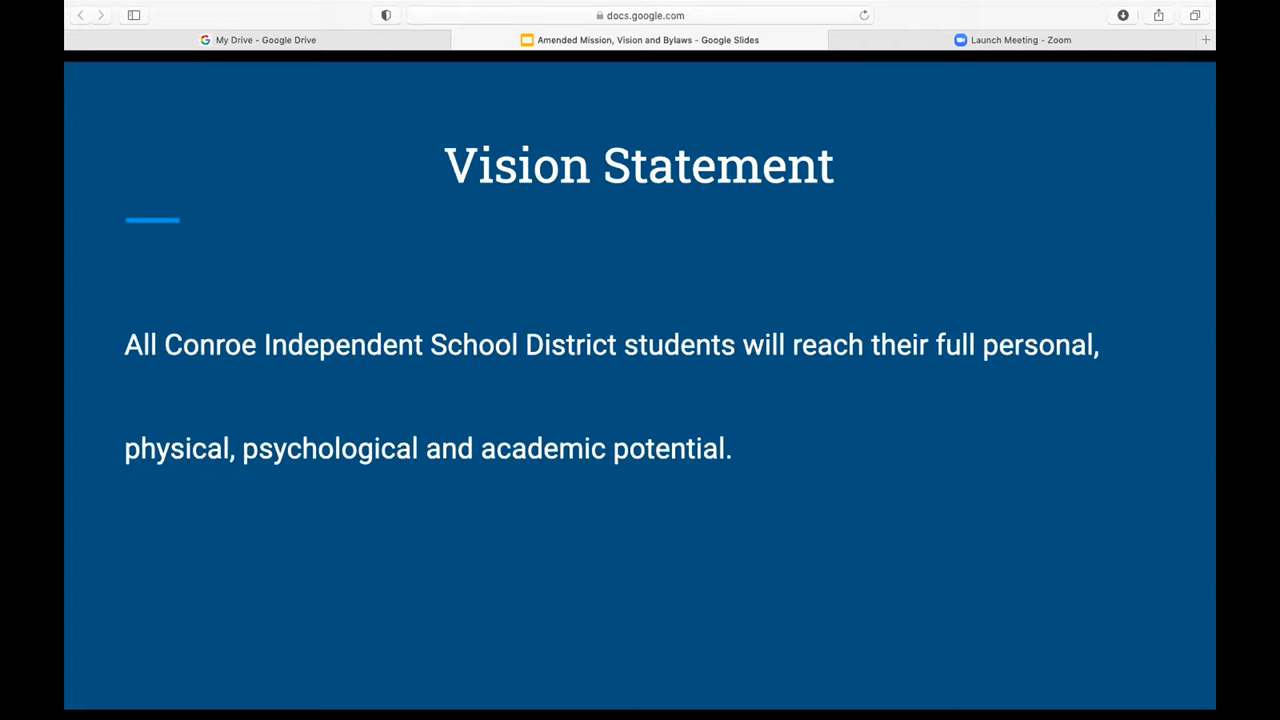 docs.google.com
My Drive - Google Drive
Amended Mission, Vision and Bylaws - Google Slides
Launch Meeting - Zoom
Vision Statement
All Conroe Independent School District students will reach their full personal,
physical, psychological and academic potential.